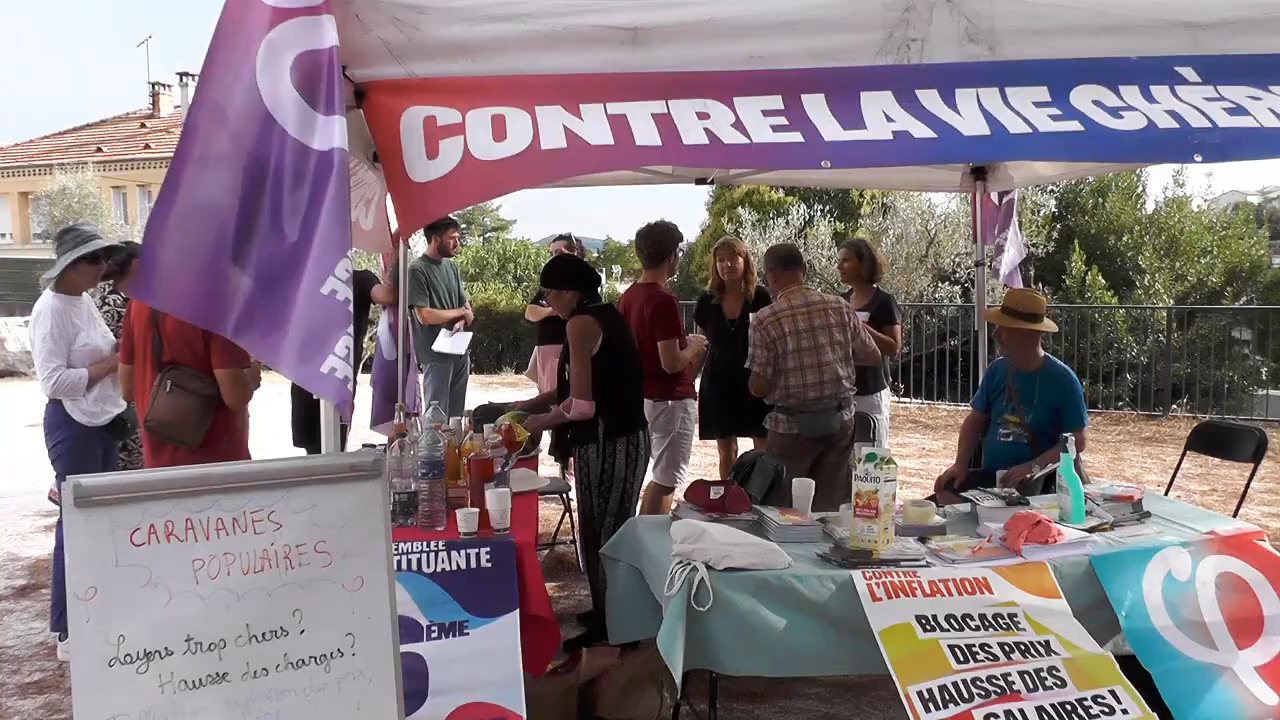 CONTRE LA VIE CHÈR
CARAVANES
POPULAIRES
Loyers trop chers?
Hausse des charges?
EMBLÉE
TITUANTE
ÈME
PAQUITO
CONTRE
L'INFLATION
BLOCAGE
DES PRIX
HAUSSE DES
SALAIRES!